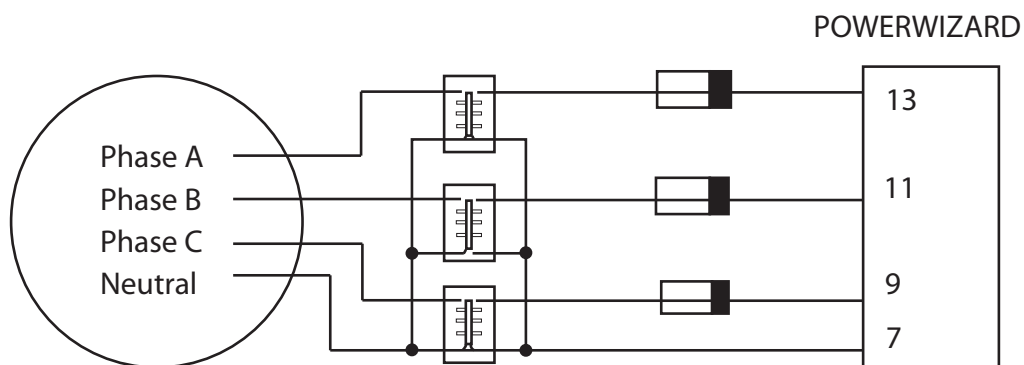 POWERWIZARD
Phase A
Phase B
Phase C
Neutral
13
11
9
7